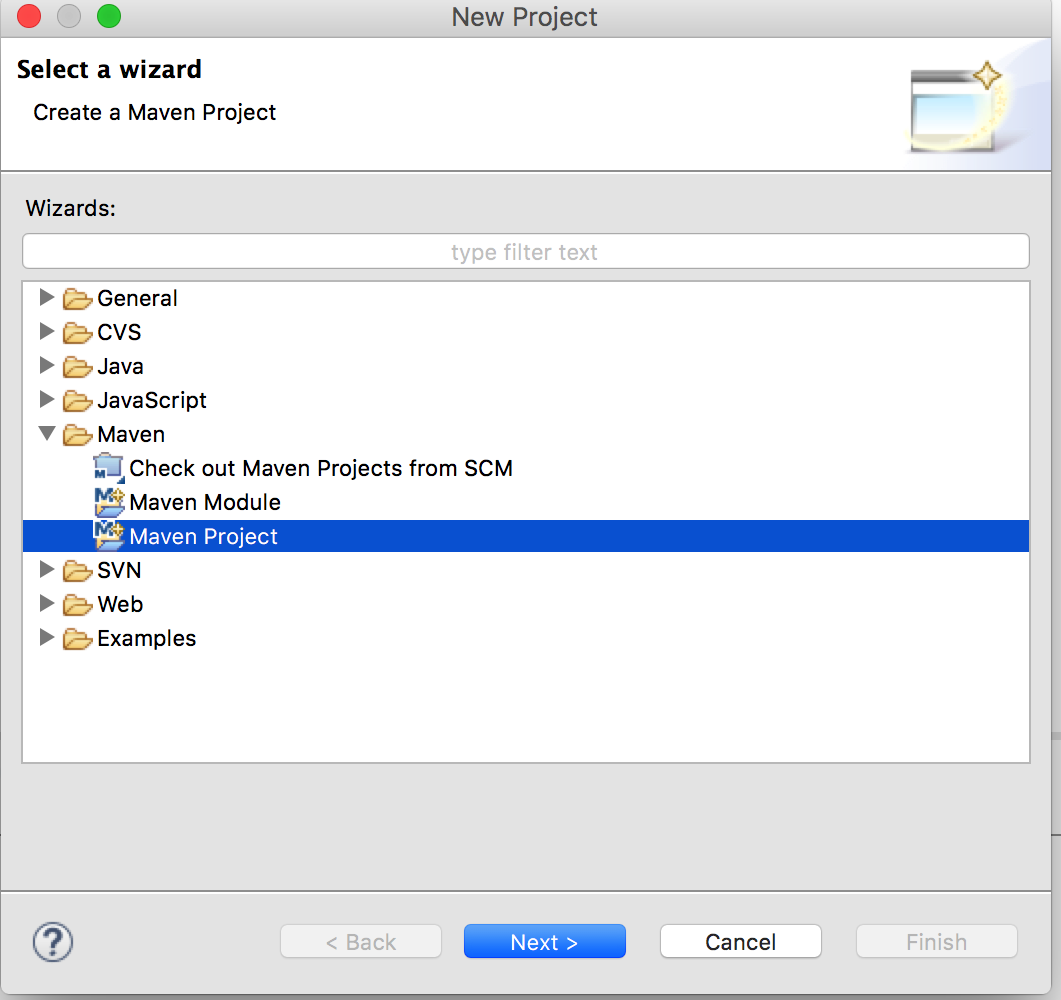 New Project
Select a wizard
Create a Maven Project
Wizards:
type filter text
General
CVS
Java
JavaScript
Maven
Check out Maven Projects from SCM
Maven Module
Maven Project
SVN
Web
Examples
?
< Back
Next >
Cancel
Finish